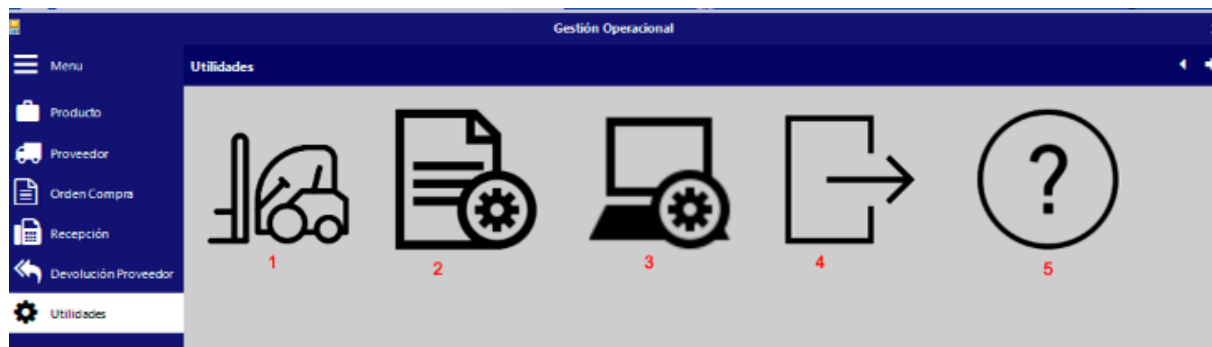 Gestión Operacional
Menu
Utilidades
Producto
Proveedor
Orden Compra
Recepción
Devolución Proveedor
Utilidades
?
1
2
3
4
5